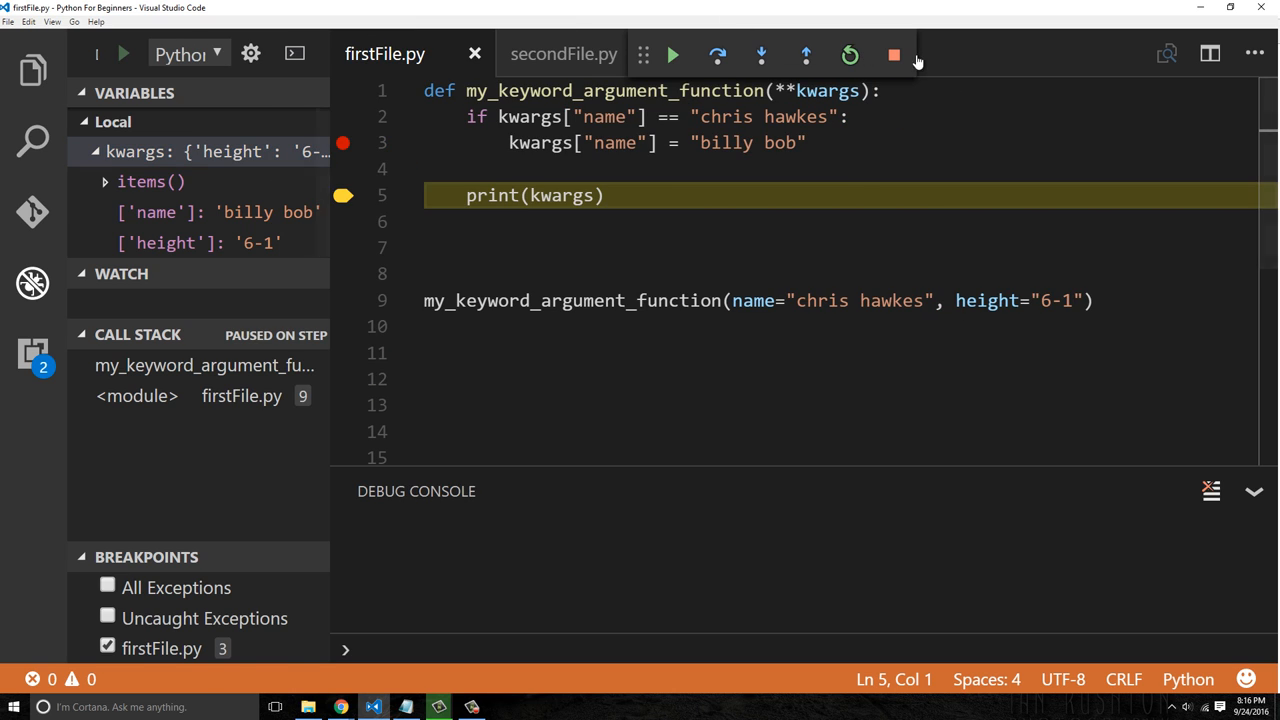 firstFile.py - Python For Beginners - Visual Studio Code
File Edit View Go Help
Pytho
firstFile.py
secondFile.py
VARIABLES
Local
kwargs: {'height': '6-...
items()
['name']: 'billy bob'
['height]: '6-1'
WATCH
CALL STACK PAUSED ON STEP
my_keyword_argument_fu...
<module> firstFile.py 9
2
BREAKPOINTS
All Exceptions
Uncaught Exceptions
firstFile.py 3
1 def my_keyword_argument_function(**kwargs):
2 if kwargs["name"] == "chris hawkes":
3 kwargs["name"] = "billy bob"
4
5 print(kwargs)
6
7
8
9 my_keyword_argument_function(name="chris hawkes", height="6-1")
10
11
12
13
14
15
DEBUG CONSOLE
0 0
Ln 5, Col 1 Spaces: 4 UTF-8 CRLF Python
I'm Cortana. Ask me anything.
8:16 PM
9/24/2016